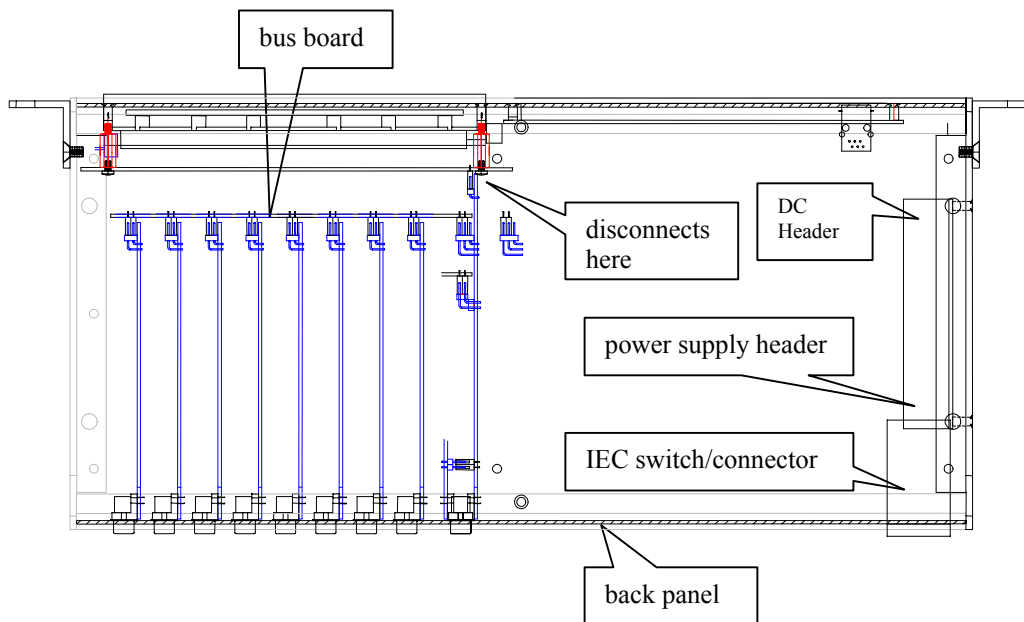 bus board
disconnects
here
DC
Header
power supply header
IEC switch/connector
back panel